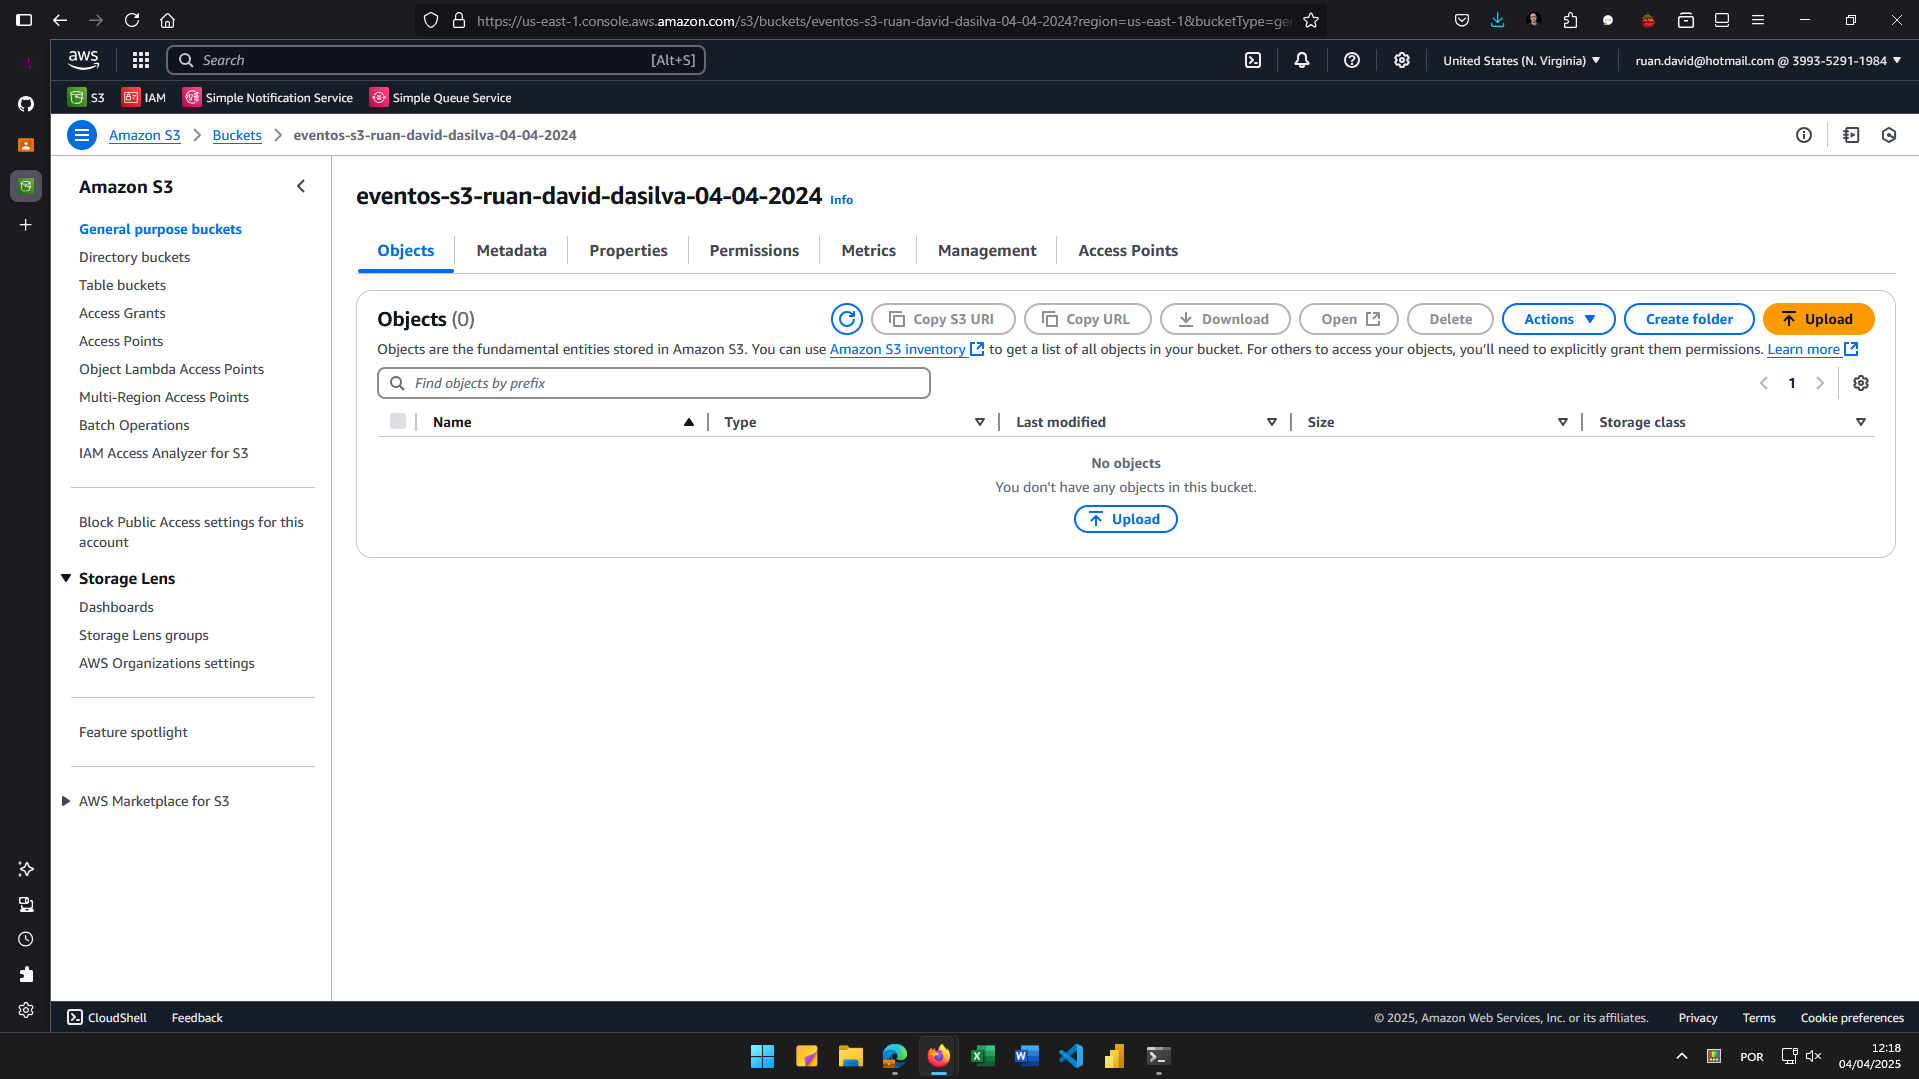 https://us-east-1.console.aws.amazon.com/s3/buckets/eventos-s3-ruan-david-dasilva-04-04-2024?region=us-east-1&bucketType=ger
aws
Search
[Alt+S]
United States (N. Virginia)
ruan.david@hotmail.com @ 3993-5291-1984
S3
IAM
Simple Notification Service
Simple Queue Service
Amazon S3
Buckets
eventos-s3-ruan-david-dasilva-04-04-2024
Amazon S3
General purpose buckets
Directory buckets
Table buckets
Access Grants
Access Points
Object Lambda Access Points
Multi-Region Access Points
Batch Operations
IAM Access Analyzer for S3
Block Public Access settings for this
account
Storage Lens
Dashboards
Storage Lens groups
AWS Organizations settings
Feature spotlight
AWS Marketplace for S3
eventos-s3-ruan-david-dasilva-04-04-2024 Info
Objects
Metadata
Properties
Permissions
Metrics
Management
Access Points
Objects (0)
Copy S3 URI
Copy URL
Download
Open
Delete
Actions
Create folder
Upload
Objects are the fundamental entities stored in Amazon S3. You can use Amazon S3 inventory to get a list of all objects in your bucket. For others to access your objects, you’ll need to explicitly grant them permissions. Learn more
Find objects by prefix
1
Name
Type
Last modified
Size
Storage class
No objects
You don't have any objects in this bucket.
Upload
CloudShell
Feedback
© 2025, Amazon Web Services, Inc. or its affiliates.
Privacy
Terms
Cookie preferences
POR
12:18
04/04/2025